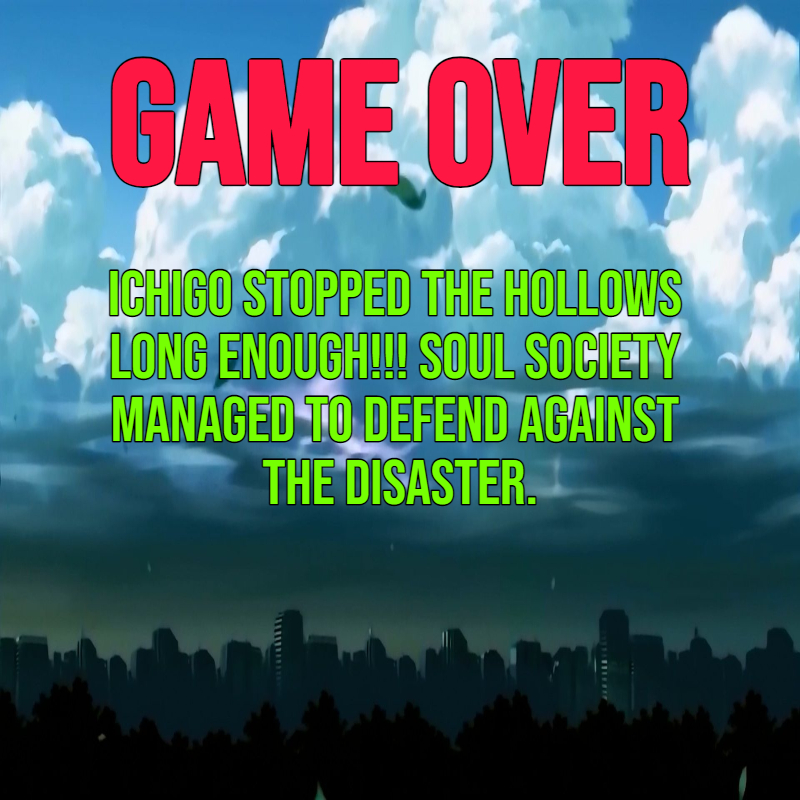 GAME OVER
ICHIGO STOPPED THE HOLLOWS
LONG ENOUGH!!! SOUL SOCIETY
MANAGED TO DEFEND AGAINST
THE DISASTER.